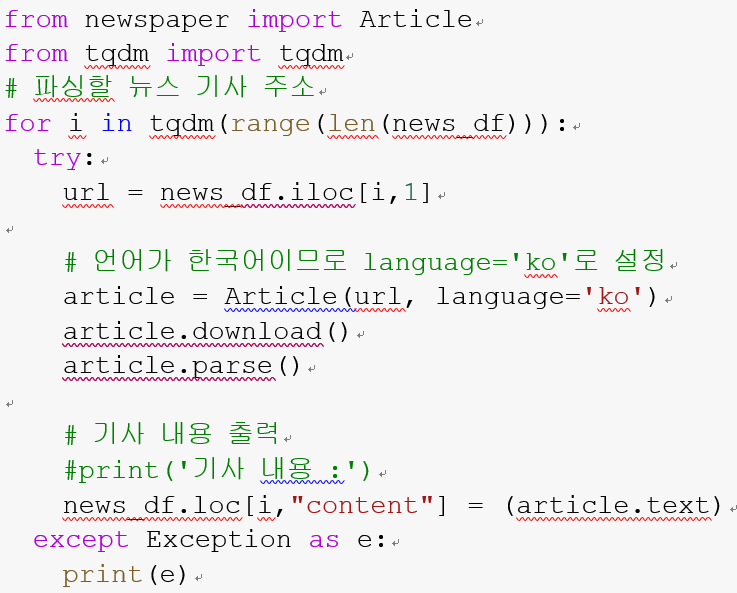 from newspaper import Article
from tqdm import tqdm
# 파싱할 뉴스 기사 주소
for i in tqdm(range(len(news_df))):
try:
url = news_df.iloc[i,1]
# 언어가 한국어이므로 language='ko'로 설정
article = Article(url, language='ko')
article.download()
article.parse()
# 기사 내용 출력
#print('기사 내용 :')
news_df.loc[i,"content"] = (article.text)
except Exception as e:
print(e)